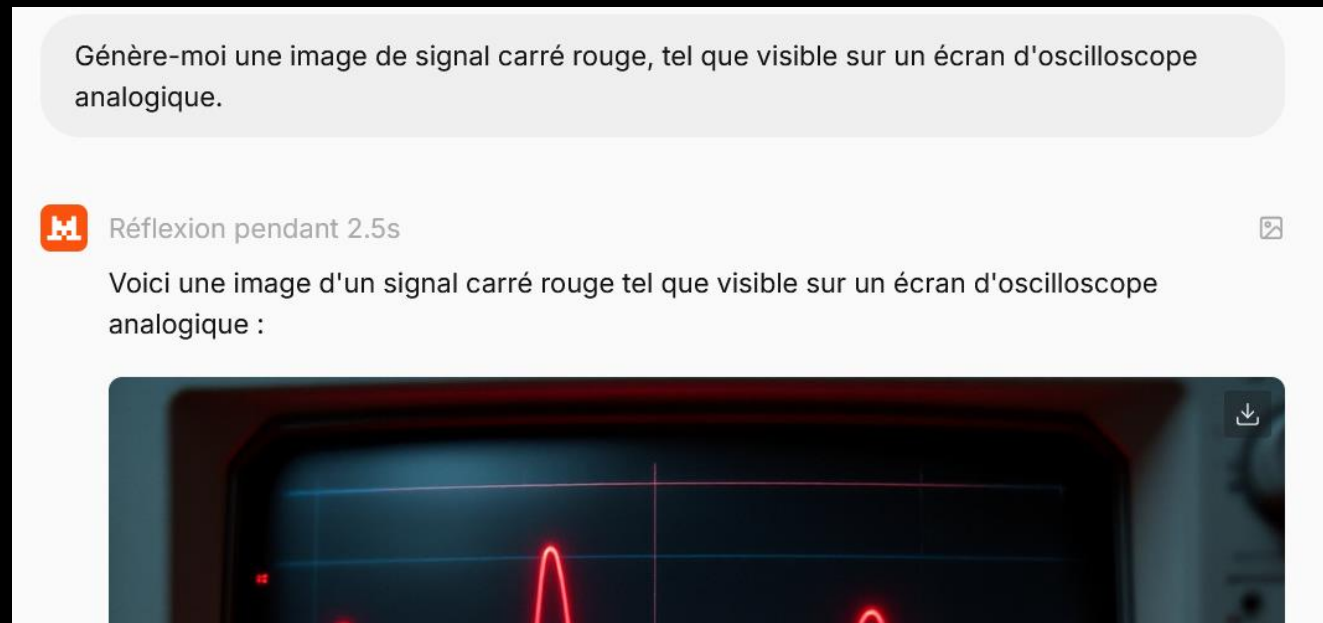 Génère-moi une image de signal carré rouge, tel que visible sur un écran d'oscilloscope
analogique.
Réflexion pendant 2.5s
Voici une image d'un signal carré rouge tel que visible sur un écran d'oscilloscope
analogique :